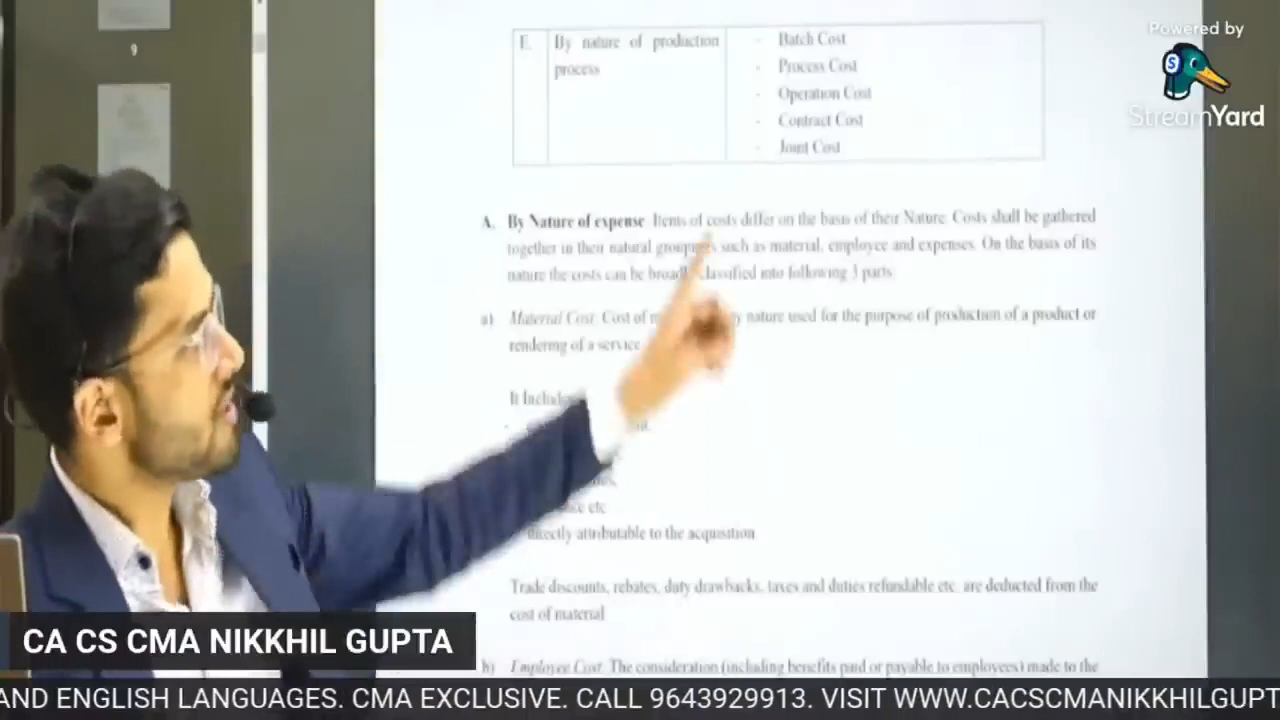 9
Powered by
StreamYard
E. By nature of production process
- Batch Cost
- Process Cost
- Operation Cost
- Contract Cost
- Joint Cost
A. By Nature of expense Items of costs differ on the basis of their Nature. Costs shall be gathered
together in their natural such as material, employee and expenses. On the basis of its
nature the costs can be classified into following 3 parts
a) Material Cost: Cost of nature used for the purpose of production of a product or
rendering of a service
It
etc
directly attributable to the acquisition
Trade discounts, rebates, duty drawbacks, taxes and duties refundable etc. are deducted from the
cost of material
b) Employee Cost: The consideration (including benefits paid or payable to employees) made to the
CA CS CMA NIKKHIL GUPTA
AND ENGLISH LANGUAGES. CMA EXCLUSIVE. CALL 9643929913. VISIT WWW.CACSCMANIKKHILGUPT